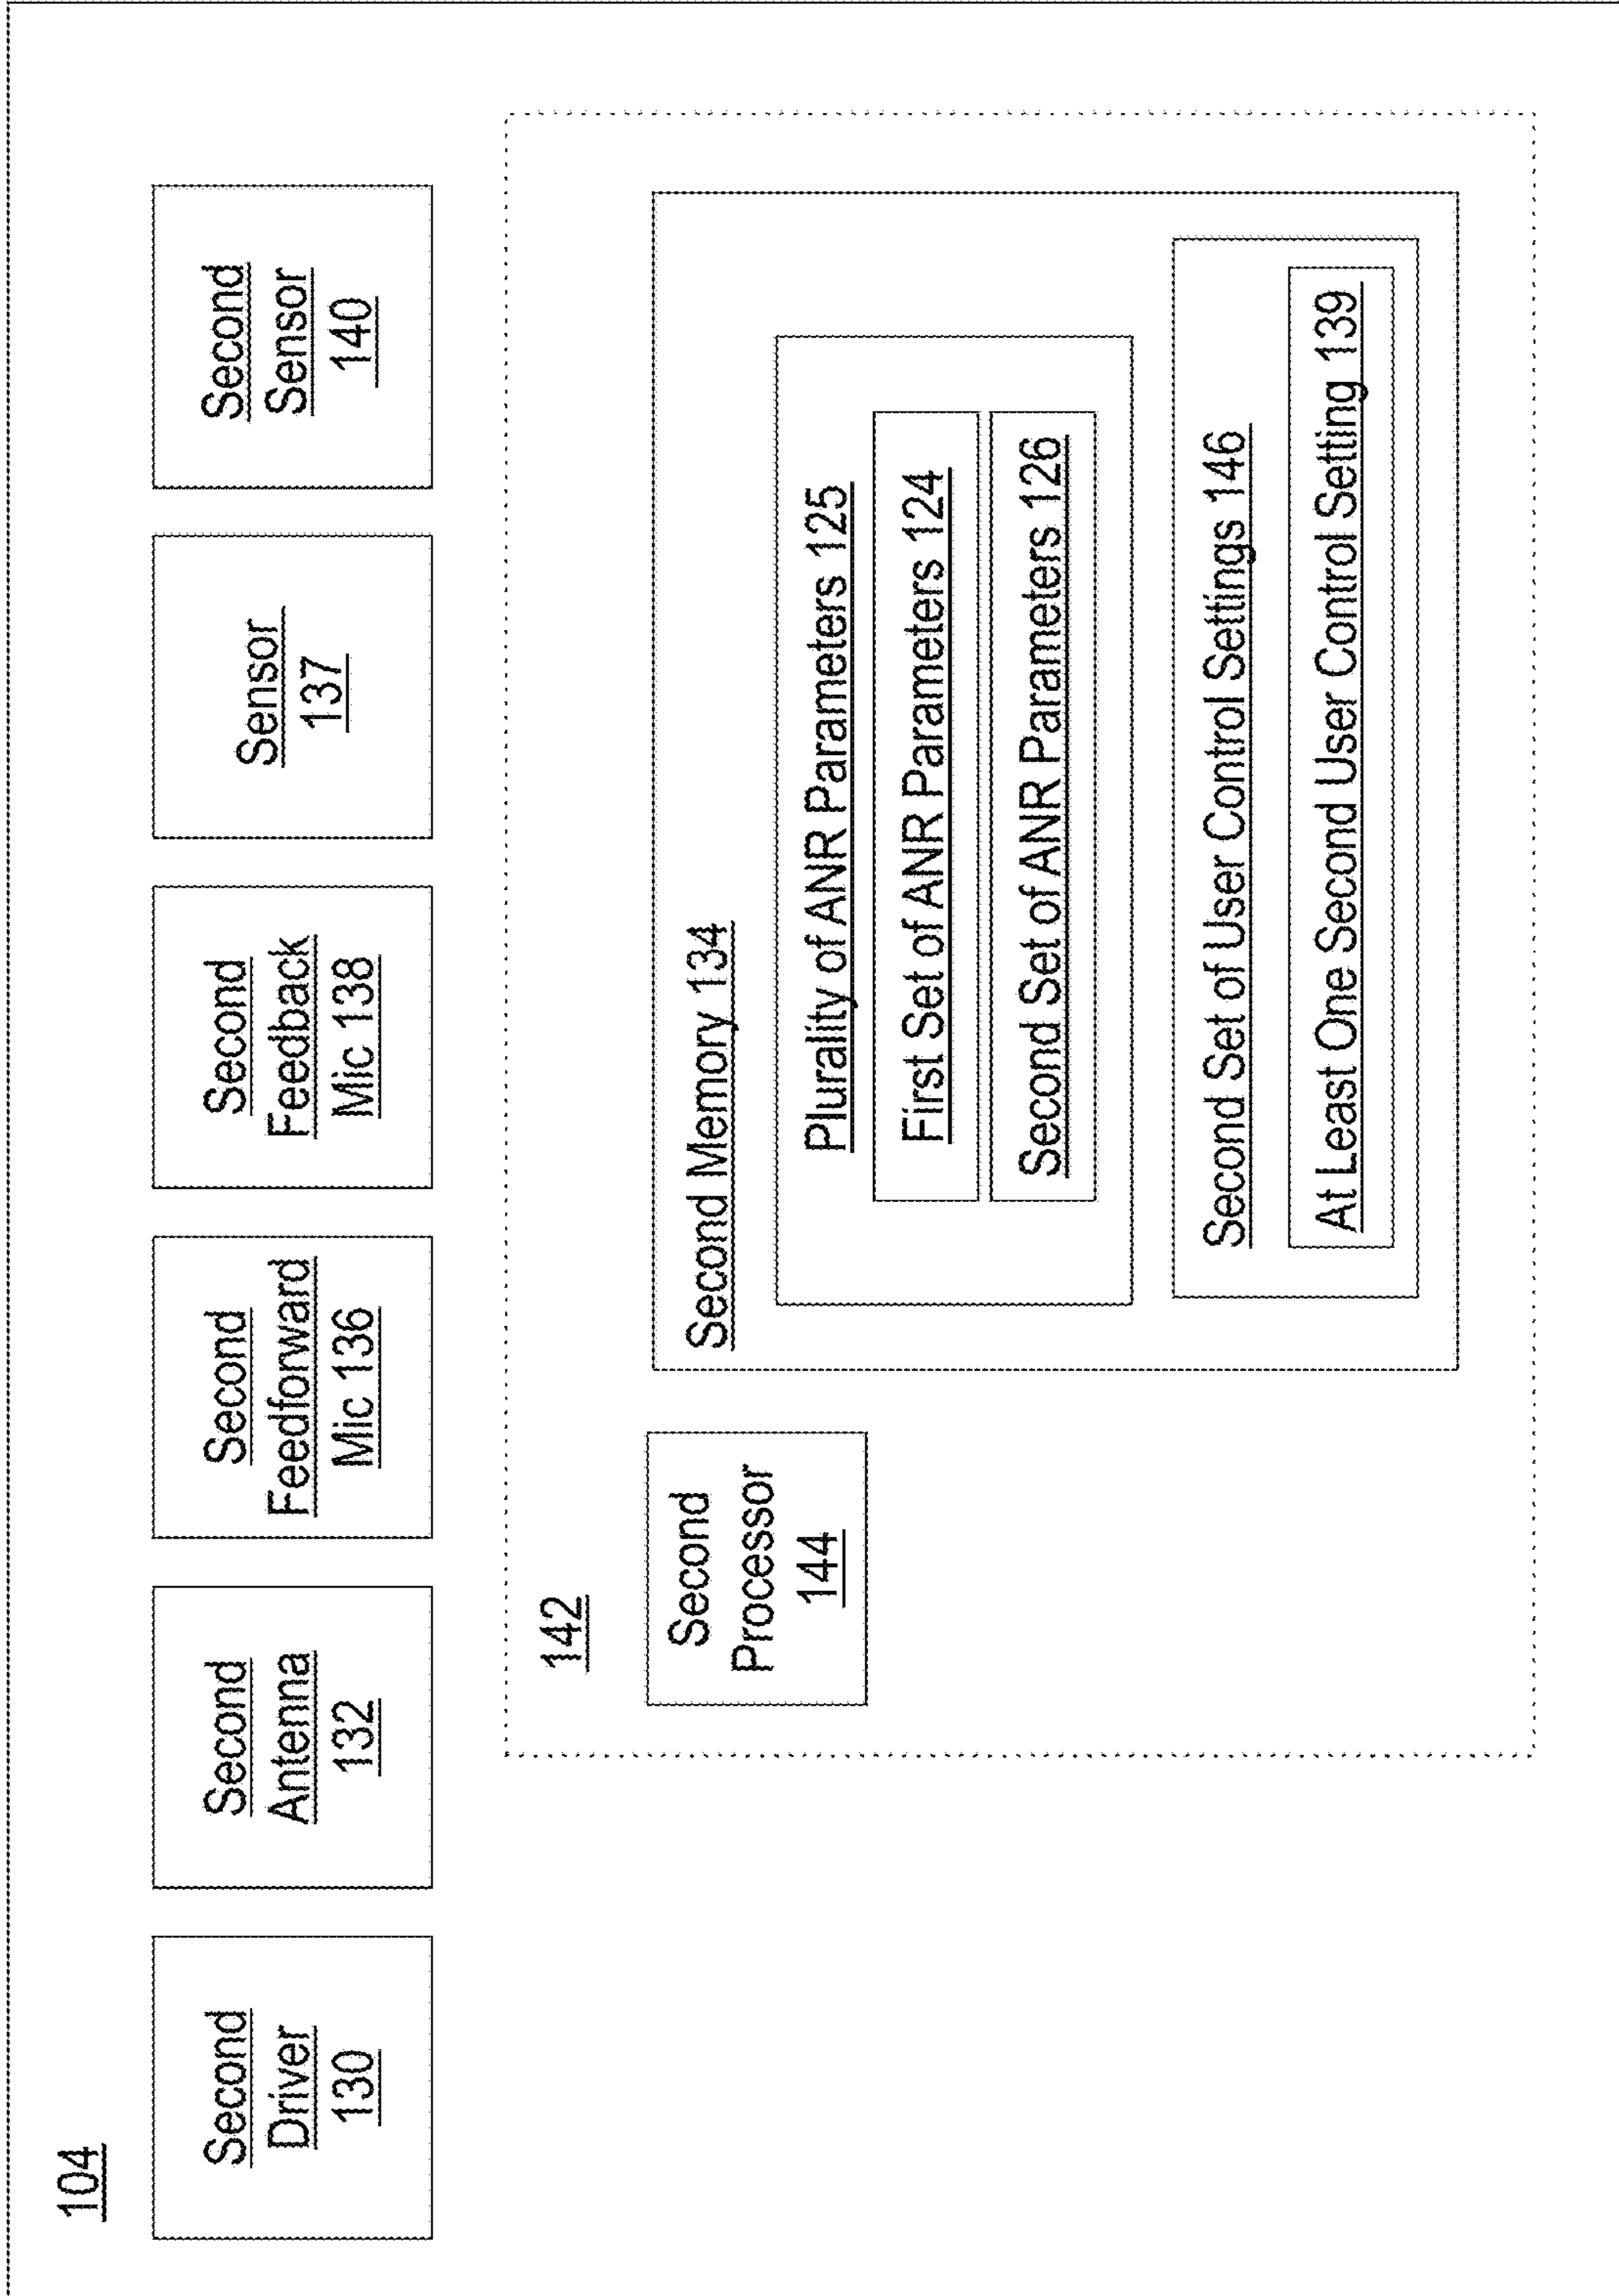 104
Second
Driver
130
Second
Antenna
132
Second
Feedforward
Mic 136
Second
Feedback
Mic 138
Sensor
137
Second
Sensor
140
142
Second
Processor
144
Second Memory 134
Plurality of ANR Parameters 125
First Set of ANR Parameters 124
Second Set of ANR Parameters 126
Second Set of User Control Settings 146
At Least One Second User Control Setting 139